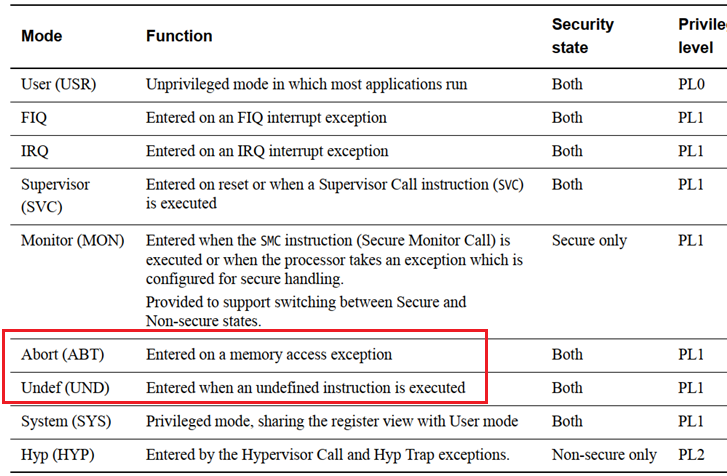 Mode Function Security state Privileg level
User (USR) Unprivileged mode in which most applications run Both PL0
FIQ Entered on an FIQ interrupt exception Both PL1
IRQ Entered on an IRQ interrupt exception Both PL1
Supervisor (SVC) Entered on reset or when a Supervisor Call instruction (SVC) Both PL1
is executed
Monitor (MON) Entered when the SMC instruction (Secure Monitor Call) is Secure only PL1
executed or when the processor takes an exception which is
configured for secure handling.
Provided to support switching between Secure and
Non-secure states.
Abort (ABT) Entered on a memory access exception Both PL1
Undef (UND) Entered when an undefined instruction is executed Both PL1
System (SYS) Privileged mode, sharing the register view with User mode Both PL1
Hyp (HYP) Entered by the Hypervisor Call and Hyp Trap exceptions. Non-secure only PL2